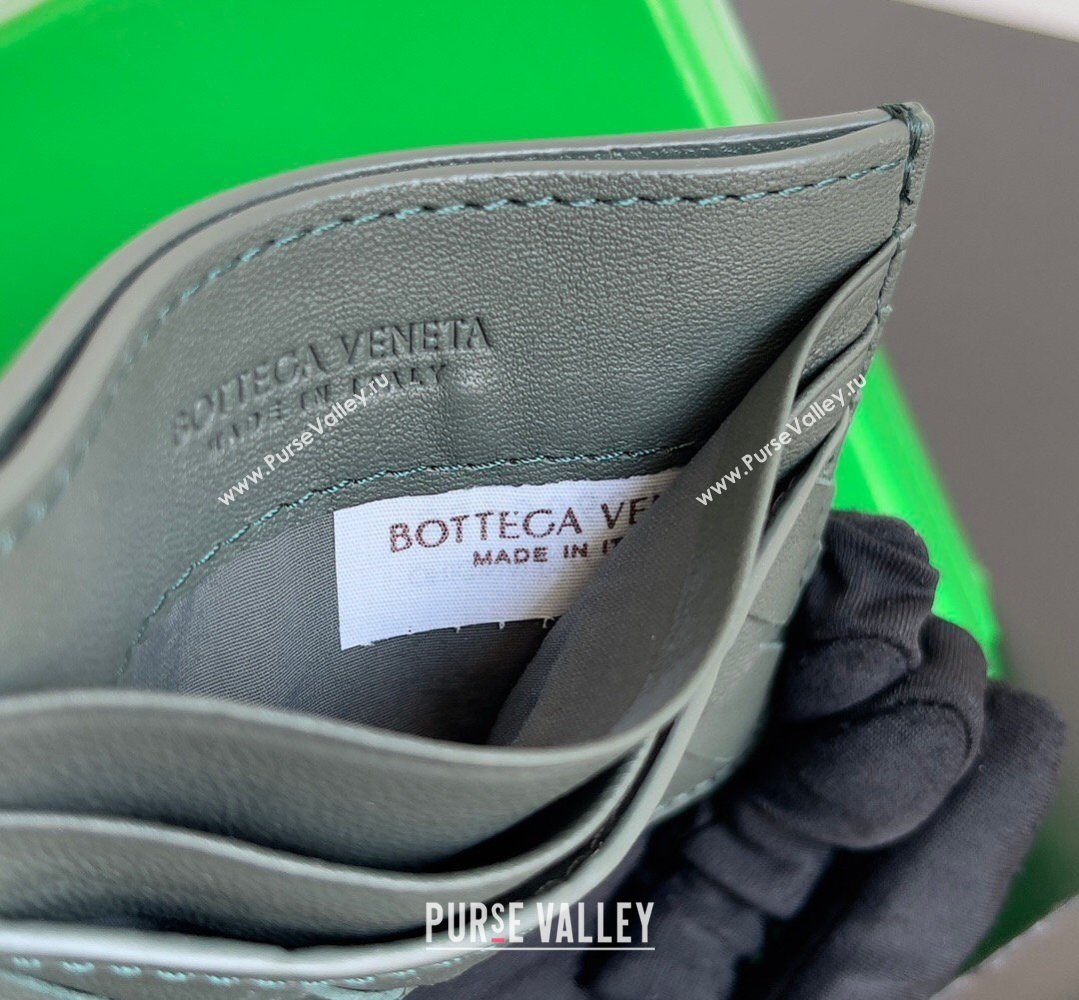 BOTTEGA VENETA
MADE IN ITALY
www.PurseValley.ru
www.PurseValley.ru
BOTTEGA VE
MADE IN IT
PURSE VALLEY